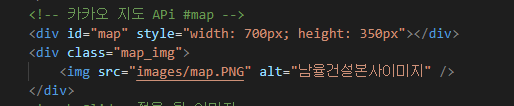 <!-- 카카오 지도 APi #map -->
<div id="map" style="width: 700px; height: 350px"></div>
<div class="map_img">
<img src="images/map.PNG" alt="남율건설본사이미지" />